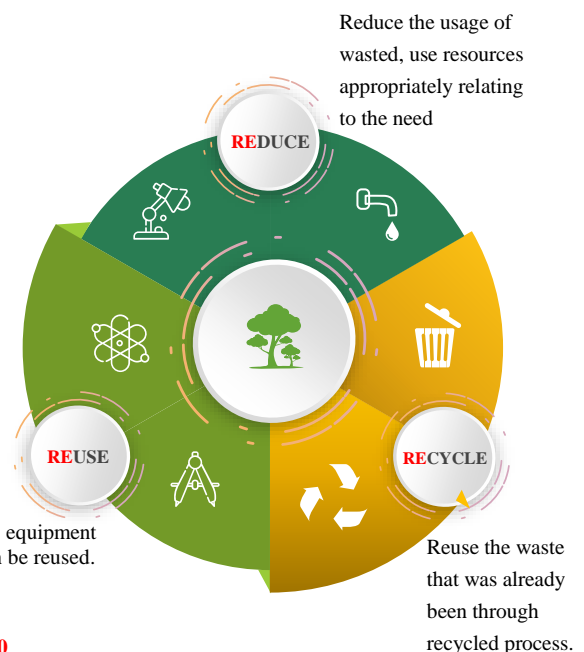 Reduce the usage of
wasted, use resources
appropriately relating
to the need
REDUCE
REUSE
RECYCLE
equipment
be reused.
Reuse the waste
that was already
been through
recycled process.